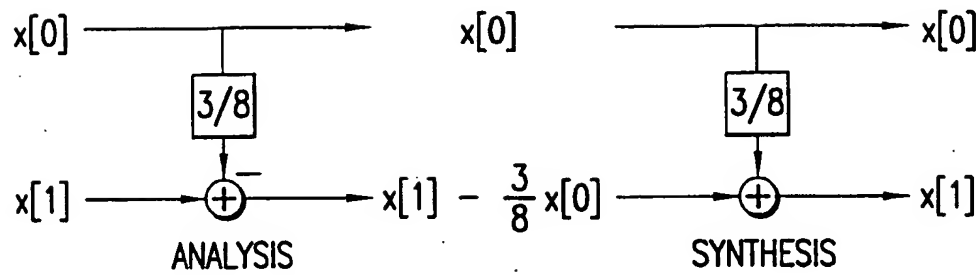 x[0] x[0] x[0]
3/8 3/8
−
x[1] x[1] − 3/8 x[0] x[1]
ANALYSIS SYNTHESIS